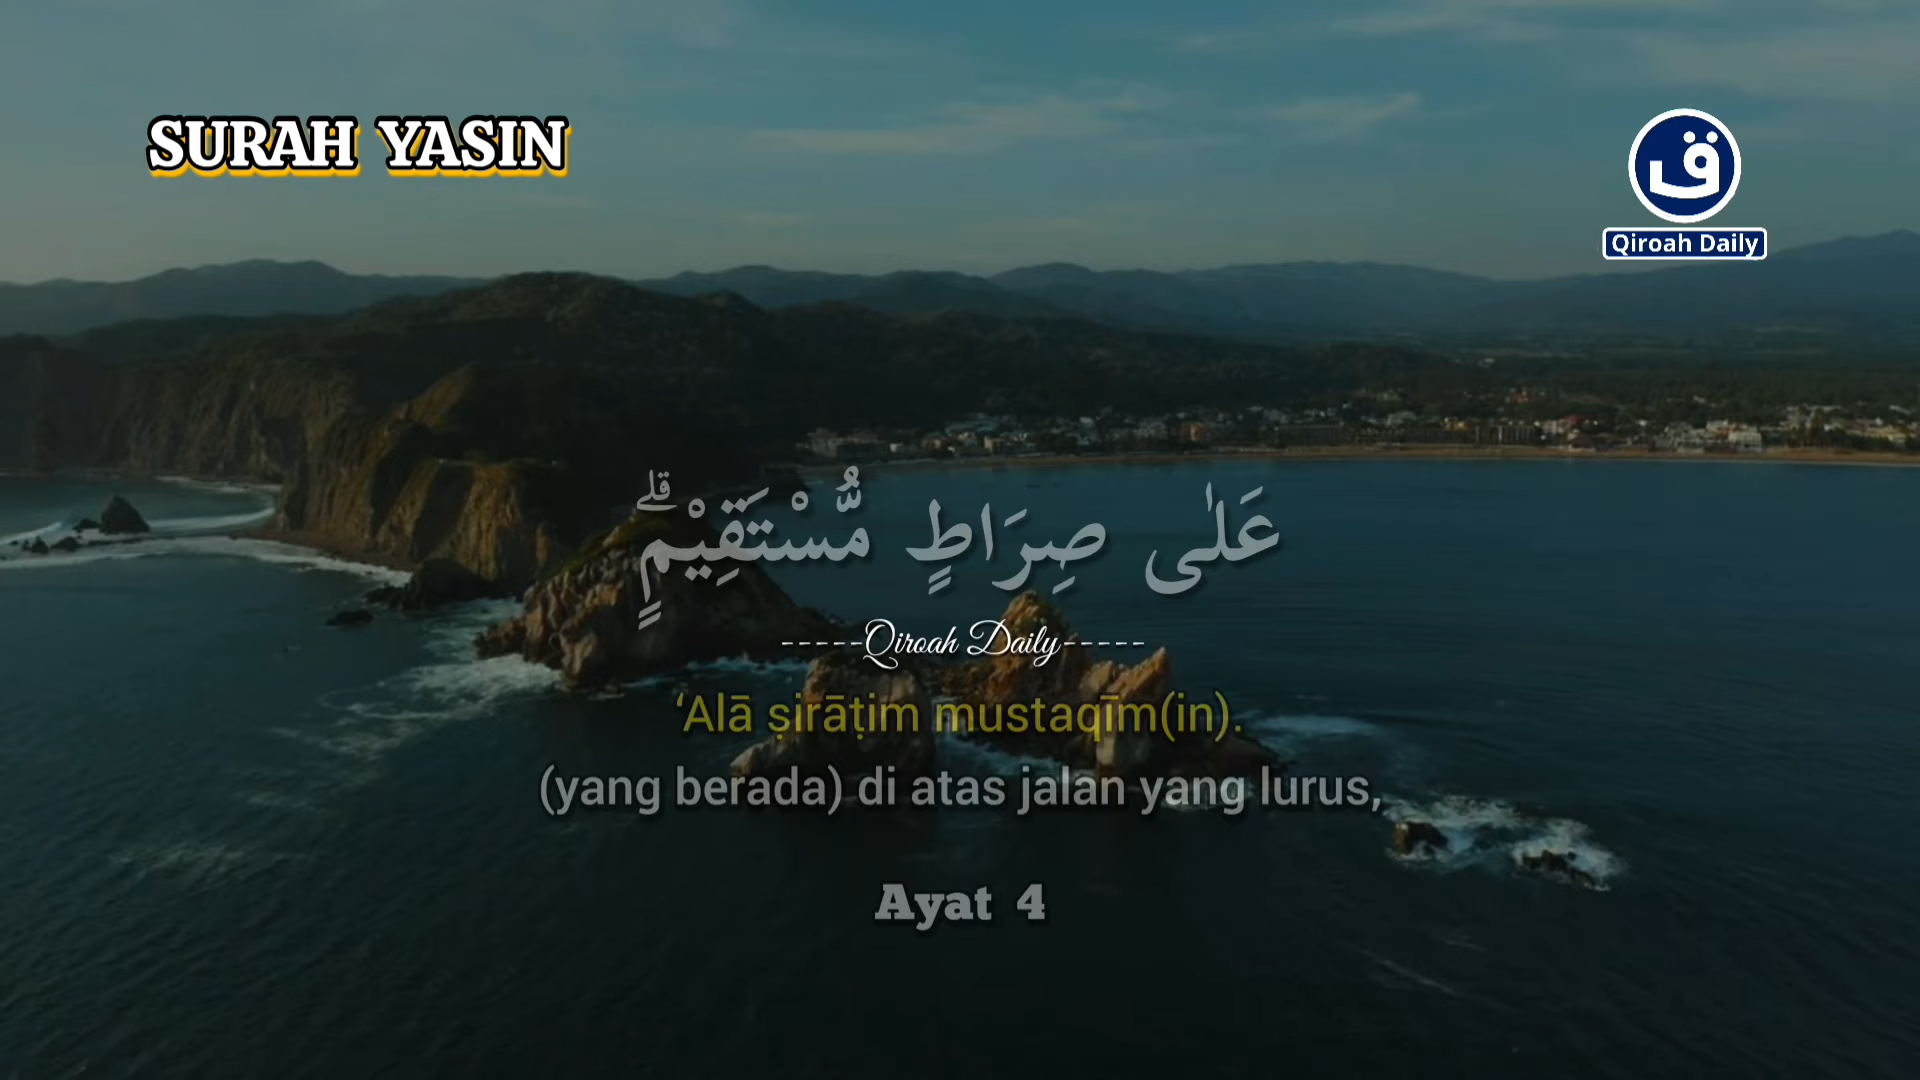 SURAH YASIN
ق
Qiroah Daily
عَلٰى صِرَاطٍ مُّسْتَقِيْمٍۗ
-----Qiroah Daily-----
‘Alā ṣirāṭim mustaqīm(in).
(yang berada) di atas jalan yang lurus,
Ayat 4